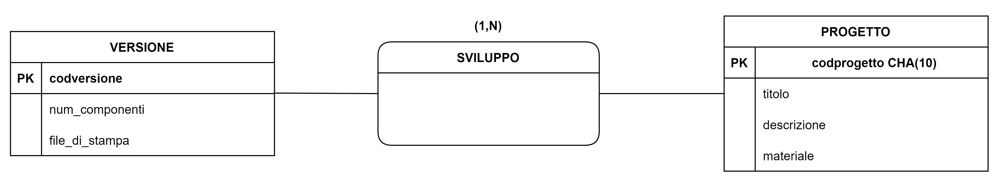 VERSIONE
PK codversione
num_componenti
file_di_stampa
(1,N)
SVILUPPO
PROGETTO
PK codprogetto CHA(10)
titolo
descrizione
materiale